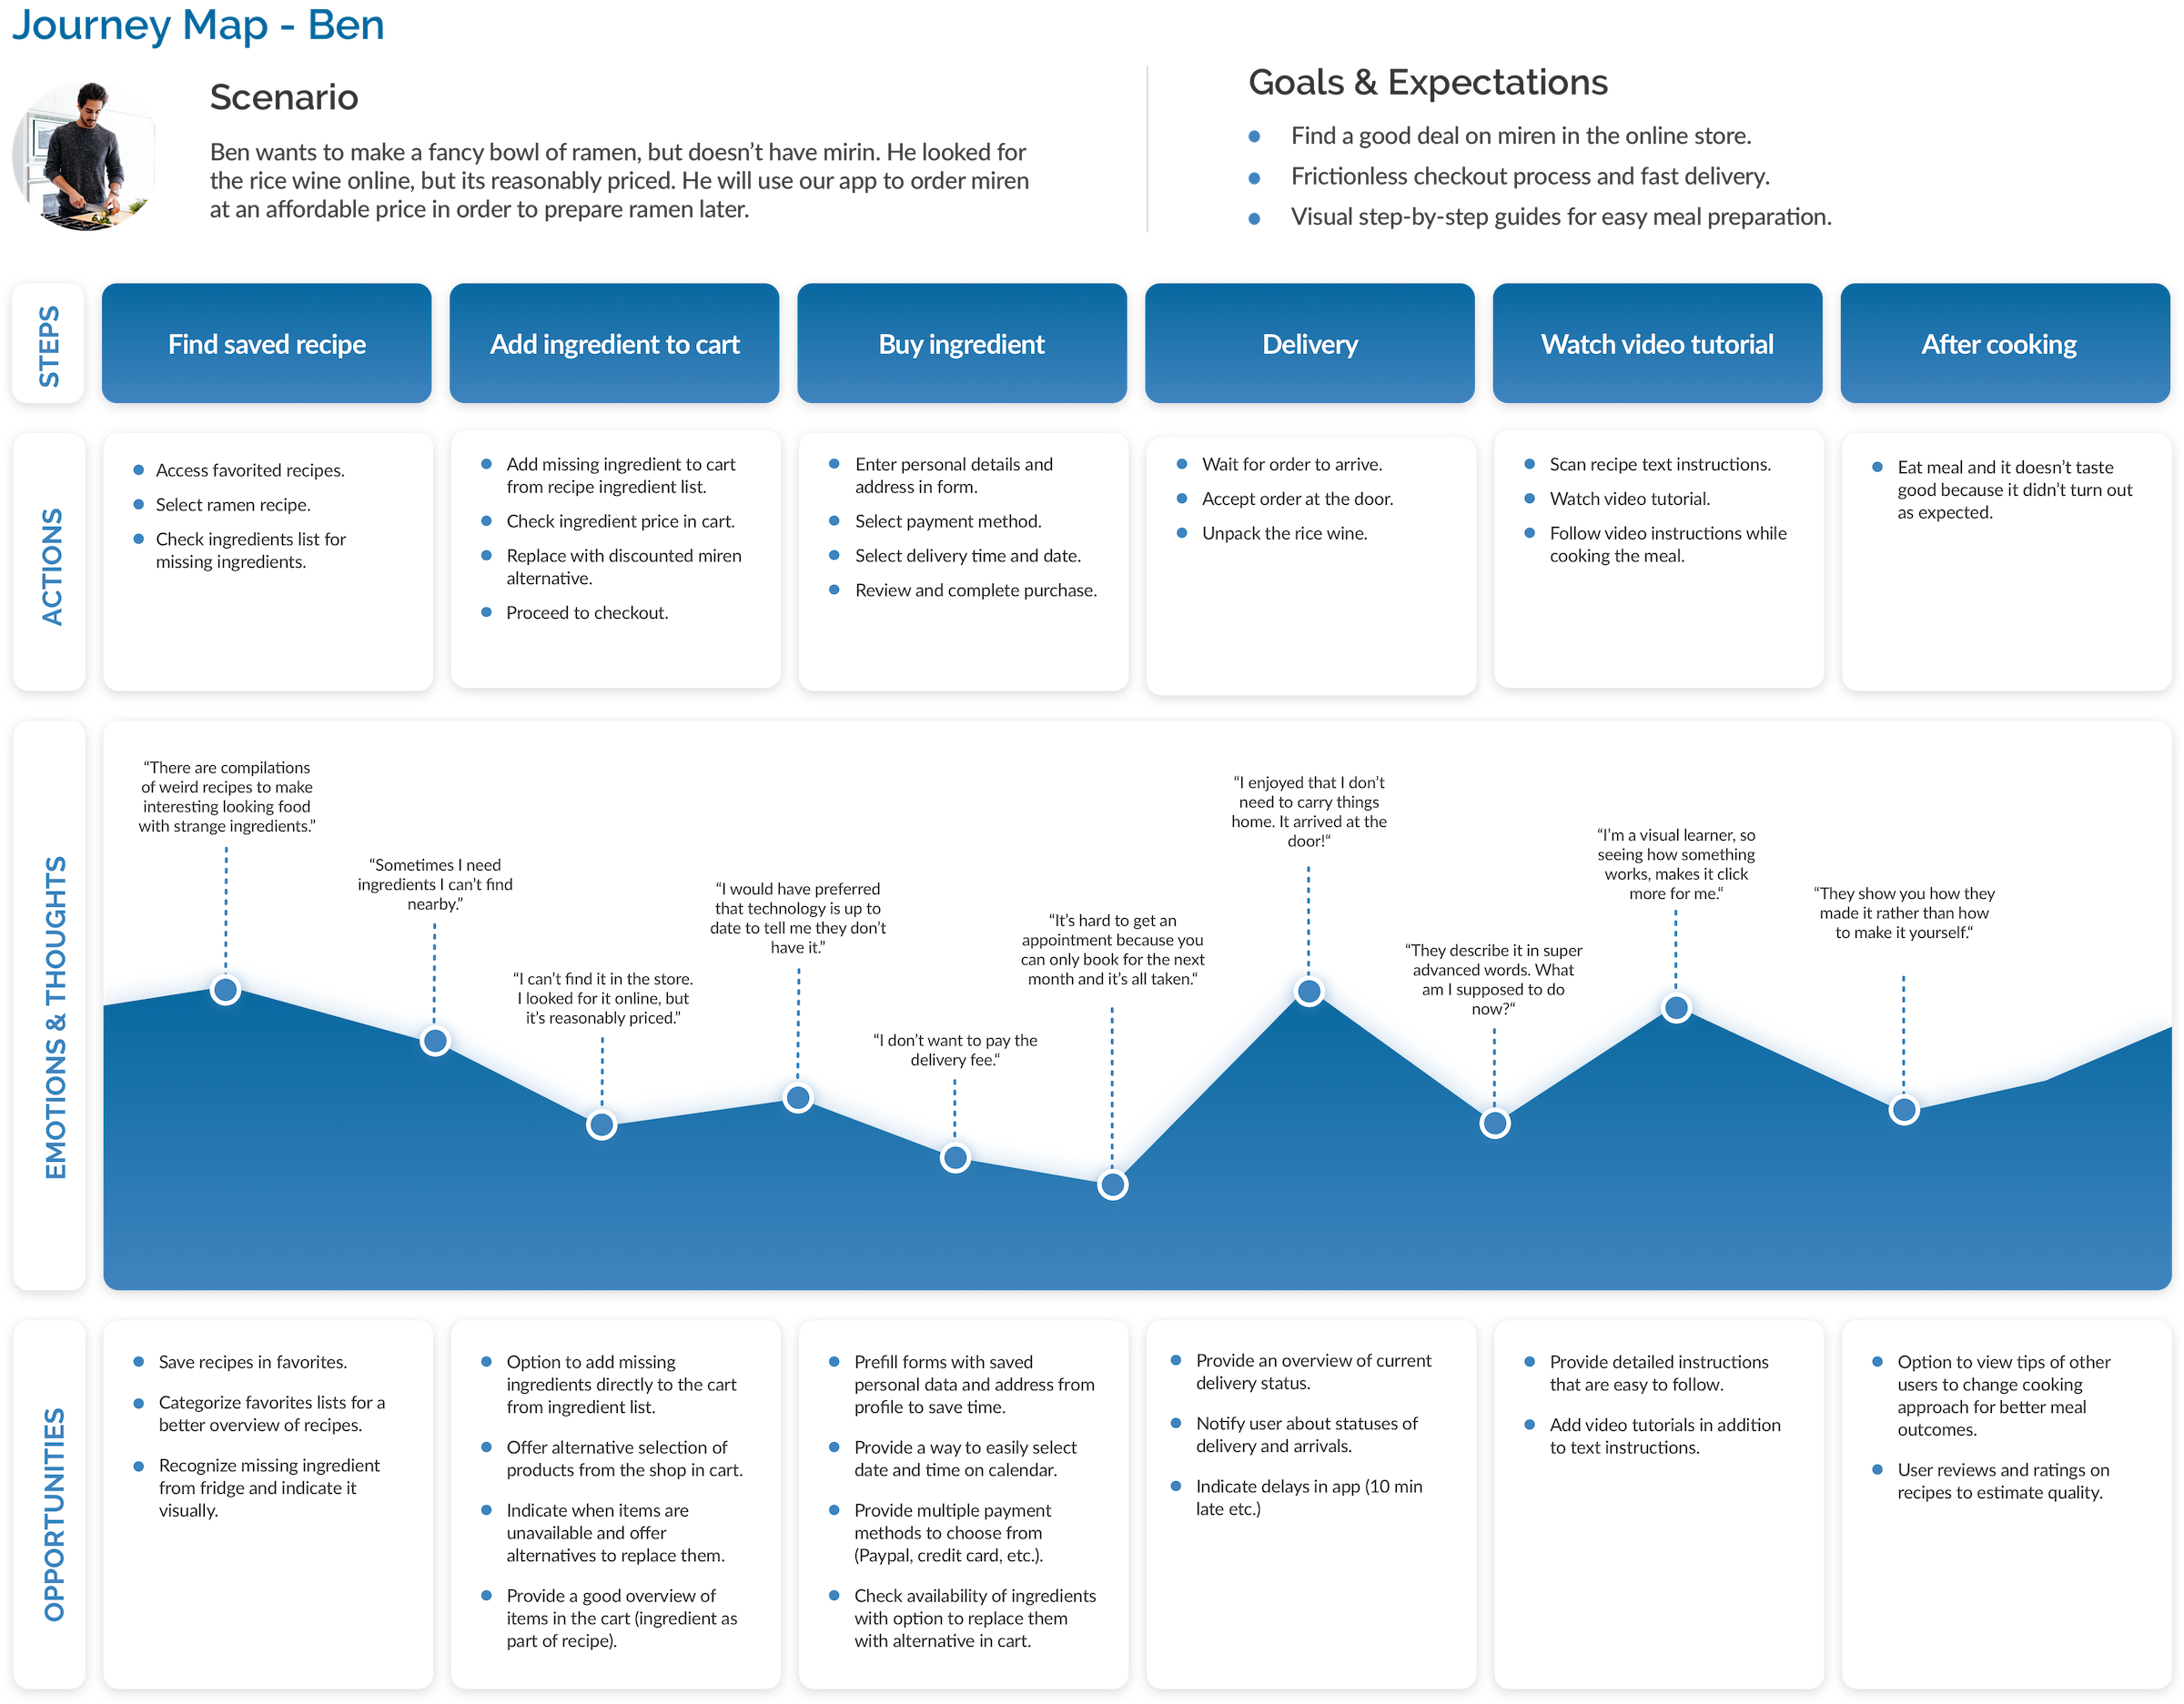 Journey Map - Ben
Scenario
Ben wants to make a fancy bowl of ramen, but doesn’t have mirin. He looked for
the rice wine online, but its reasonably priced. He will use our app to order miren
at an affordable price in order to prepare ramen later.
Goals & Expectations
Find a good deal on miren in the online store.
Frictionless checkout process and fast delivery.
Visual step-by-step guides for easy meal preparation.
STEPS
Find saved recipe
Add ingredient to cart
Buy ingredient
Delivery
Watch video tutorial
After cooking
ACTIONS
Access favorited recipes.
Select ramen recipe.
Check ingredients list for
missing ingredients.
Add missing ingredient to cart
from recipe ingredient list.
Check ingredient price in cart.
Replace with discounted miren
alternative.
Proceed to checkout.
Enter personal details and
address in form.
Select payment method.
Select delivery time and date.
Review and complete purchase.
Wait for order to arrive.
Accept order at the door.
Unpack the rice wine.
Scan recipe text instructions.
Watch video tutorial.
Follow video instructions while
cooking the meal.
Eat meal and it doesn’t taste
good because it didn’t turn out
as expected.
EMOTIONS & THOUGHTS
“There are compilations
of weird recipes to make
interesting looking food
with strange ingredients.”
“Sometimes I need
ingredients I can’t find
nearby.”
“I can’t find it in the store.
I looked for it online, but
it’s reasonably priced.”
“I would have preferred
that technology is up to
date to tell me they don’t
have it.”
“I don’t want to pay the
delivery fee.“
“It’s hard to get an
appointment because you
can only book for the next
month and it’s all taken.“
“I enjoyed that I don’t
need to carry things
home. It arrived at the
door!“
“They describe it in super
advanced words. What
am I supposed to do
now?“
“I’m a visual learner, so
seeing how something
works, makes it click
more for me.“
“They show you how they
made it rather than how
to make it yourself.“
OPPORTUNITIES
Save recipes in favorites.
Categorize favorites lists for a
better overview of recipes.
Recognize missing ingredient
from fridge and indicate it
visually.
Option to add missing
ingredients directly to the cart
from ingredient list.
Offer alternative selection of
products from the shop in cart.
Indicate when items are
unavailable and offer
alternatives to replace them.
Provide a good overview of
items in the cart (ingredient as
part of recipe).
Prefill forms with saved
personal data and address from
profile to save time.
Provide a way to easily select
date and time on calendar.
Provide multiple payment
methods to choose from
(Paypal, credit card, etc.).
Check availability of ingredients
with option to replace them
with alternative in cart.
Provide an overview of current
delivery status.
Notify user about statuses of
delivery and arrivals.
Indicate delays in app (10 min
late etc.)
Provide detailed instructions
that are easy to follow.
Add video tutorials in addition
to text instructions.
Option to view tips of other
users to change cooking
approach for better meal
outcomes.
User reviews and ratings on
recipes to estimate quality.